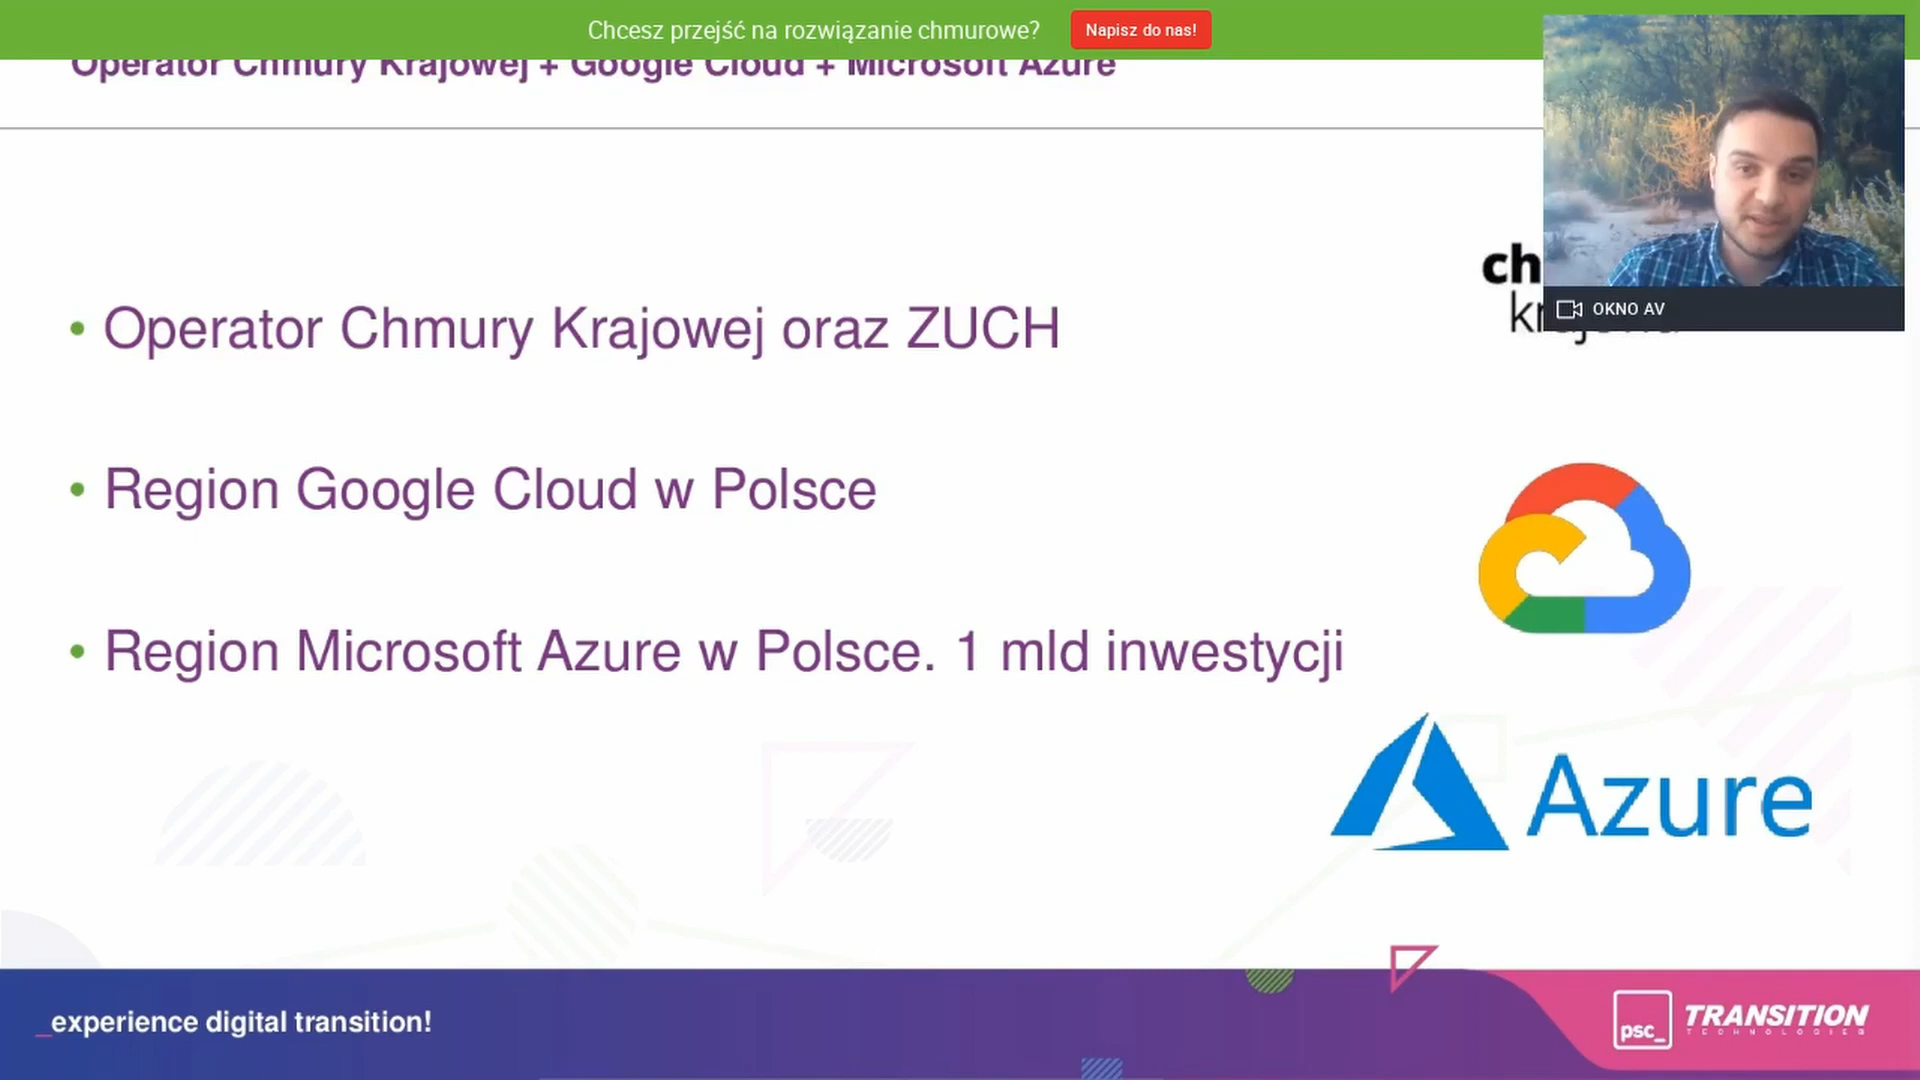 Chcesz przejść na rozwiązanie chmurowe?
Napisz do nas!
Operator Chmury Krajowej + Google Cloud + Microsoft Azure
OKNO AV
• Operator Chmury Krajowej oraz ZUCH
• Region Google Cloud w Polsce
• Region Microsoft Azure w Polsce. 1 mld inwestycji
Azure
_experience digital transition!
psc_
TRANSITION
TECHNOLOGIES